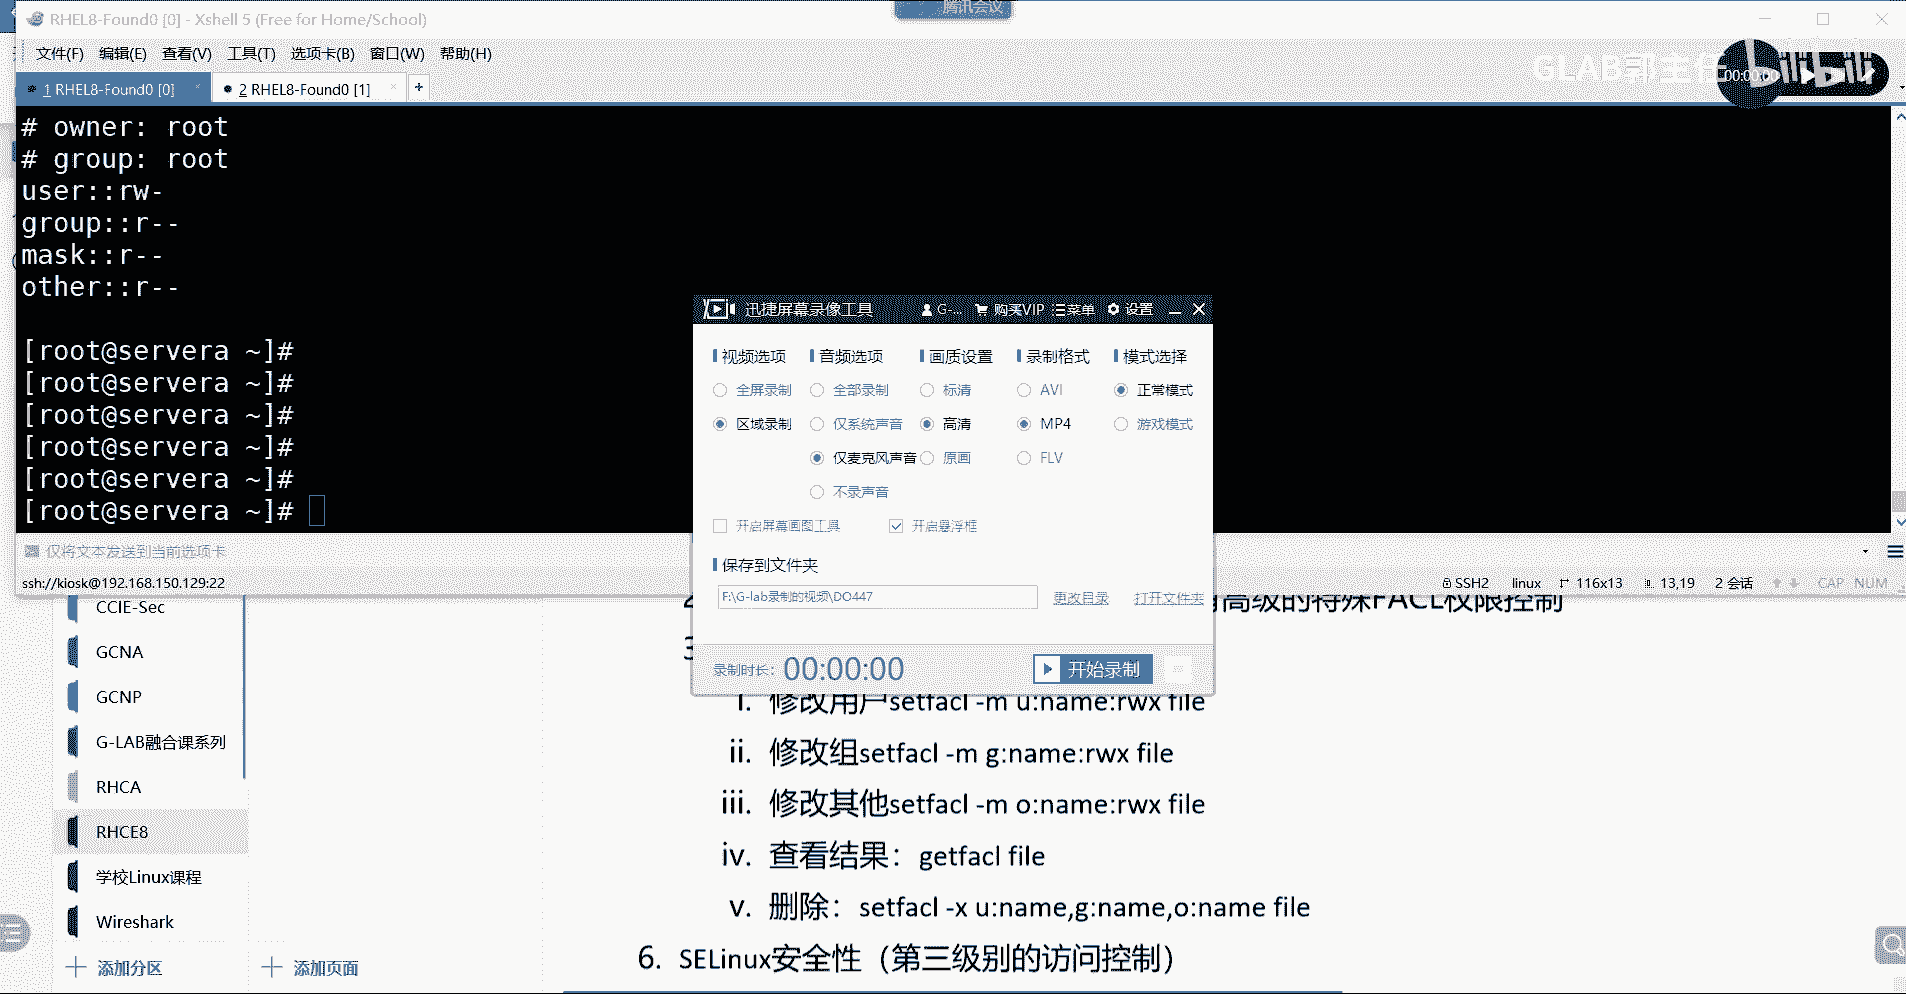 腾讯会议
RHEL8-Found0 [0] - Xshell 5 (Free for Home/School)
文件(F) 编辑(E) 查看(V) 工具(T) 选项卡(B) 窗口(W) 帮助(H)
GLAB郭主任 bilibili
00:00:00
1 RHEL8-Found0 [0] 2 RHEL8-Found0 [1] +
# owner: root
# group: root
user::rw-
group::r--
mask::r--
other::r--
[root@servera ~]#
[root@servera ~]#
[root@servera ~]#
[root@servera ~]#
[root@servera ~]#
[root@servera ~]#
迅捷屏幕录像工具 G-... 购买VIP 菜单 设置
视频选项 音频选项 画质设置 录制格式 模式选择
全屏录制 全部录制 标清 AVI 正常模式
区域录制 仅系统声音 高清 MP4 游戏模式
仅麦克风声音 原画 FLV
不录声音
开启屏幕画图工具 开启悬浮框
保存到文件夹
F:\G-lab录制的视频\DO447 更改目录 打开文件夹
录制时长: 00:00:00 开始录制
仅将文本发送到当前选项卡
ssh://kiosk@192.168.150.129:22 SSH2 linux 116x13 13,19 2 会话 CAP NUM
高级的特殊FACL权限控制
i. 修改用户setfacl -m u:name:rwx file
ii. 修改组setfacl -m g:name:rwx file
iii. 修改其他setfacl -m o:name:rwx file
iv. 查看结果：getfacl file
v. 删除：setfacl -x u:name,g:name,o:name file
6. SELinux安全性（第三级别的访问控制）
CCIE-Sec
GCNA
GCNP
G-LAB融合课系列
RHCA
RHCE8
学校Linux课程
Wireshark
添加分区 添加页面